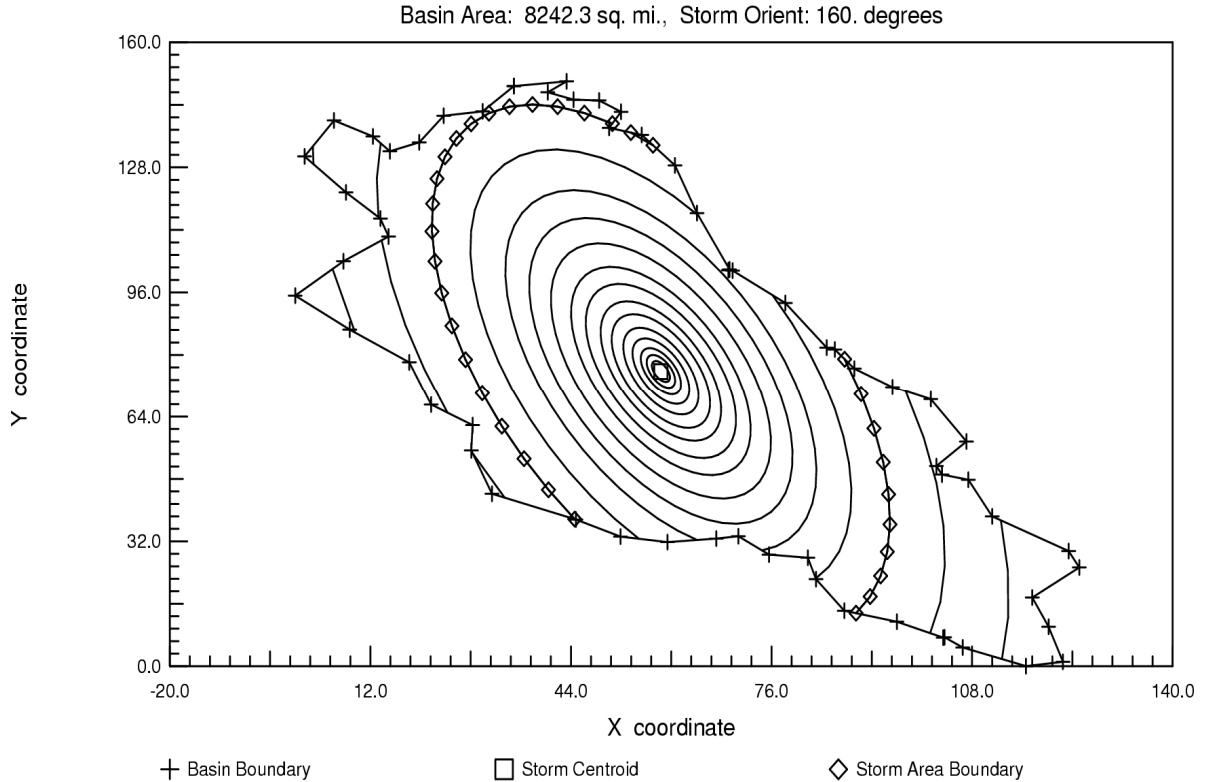 Basin Area: 8242.3 sq. mi., Storm Orient: 160. degrees
160.0
128.0
96.0
64.0
32.0
0.0
Y coordinate
-20.0 12.0 44.0 76.0 108.0 140.0
X coordinate
Basin Boundary Storm Centroid Storm Area Boundary